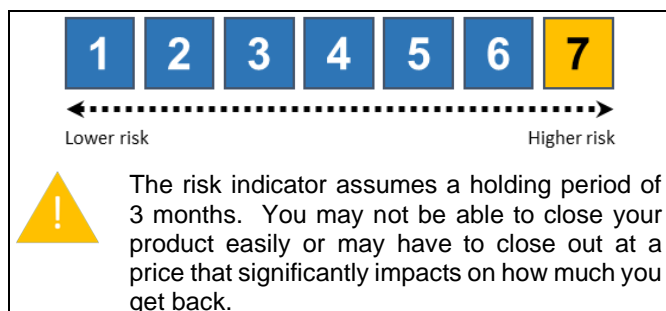 1 2 3 4 5 6 7
Lower risk Higher risk
!
The risk indicator assumes a holding period of
3 months. You may not be able to close your
product easily or may have to close out at a
price that significantly impacts on how much you
get back.